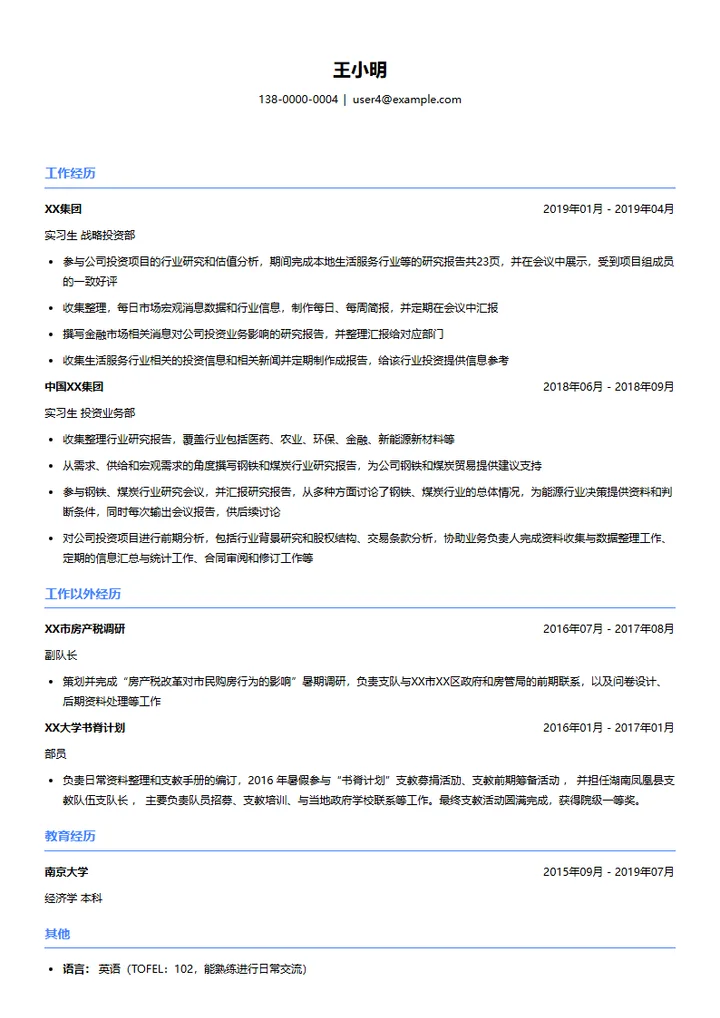 王小明
138-0000-0004 | user4@example.com
工作经历
XX集团 2019年01月 - 2019年04月
实习生 战略投资部
• 参与公司投资项目的行业研究和估值分析，期间完成本地生活服务行业等的研究报告共23页，并在会议中展示，受到项目组成员
的一致好评
• 收集整理，每日市场宏观消息数据和行业信息，制作每日、每周简报，并定期在会议中汇报
• 撰写金融市场相关消息对公司投资业务影响的研究报告，并整理汇报给对应部门
• 收集生活服务行业相关的投资信息和相关新闻并定期制作成报告，给该行业投资提供信息参考
中国XX集团 2018年06月 - 2018年09月
实习生 投资业务部
• 收集整理行业研究报告，覆盖行业包括医药、农业、环保、金融、新能源新材料等
• 从需求、供给和宏观需求的角度撰写钢铁和煤炭行业研究报告，为公司钢铁和煤炭贸易提供建议支持
• 参与钢铁、煤炭行业研究会议，并汇报研究报告，从多种方面讨论了钢铁、煤炭行业的总体情况，为能源行业决策提供资料和判
断条件，同时每次输出会议报告，供后续讨论
• 对公司投资项目进行前期分析，包括行业背景研究和股权结构、交易条款分析，协助业务负责人完成资料收集与数据整理工作、
定期的信息汇总与统计工作、合同审阅和修订工作等
工作以外经历
XX市房产税调研 2016年07月 - 2017年08月
副队长
• 策划并完成“房产税改革对市民购房行为的影响”暑期调研，负责支队与XX市XX区政府和房管局的前期联系，以及问卷设计、
后期资料处理等工作
XX大学书脊计划 2016年01月 - 2017年01月
部员
• 负责日常资料整理和支教手册的编订，2016 年暑假参与“书脊计划”支教募捐活动、支教前期筹备活动 ， 并担任湖南凤凰县支
教队伍支队长 ， 主要负责队员招募、支教培训、与当地政府学校联系等工作。最终支教活动圆满完成，获得院级一等奖。
教育经历
南京大学 2015年09月 - 2019年07月
经济学 本科
其他
• 语言： 英语（TOFEL：102，能熟练进行日常交流）